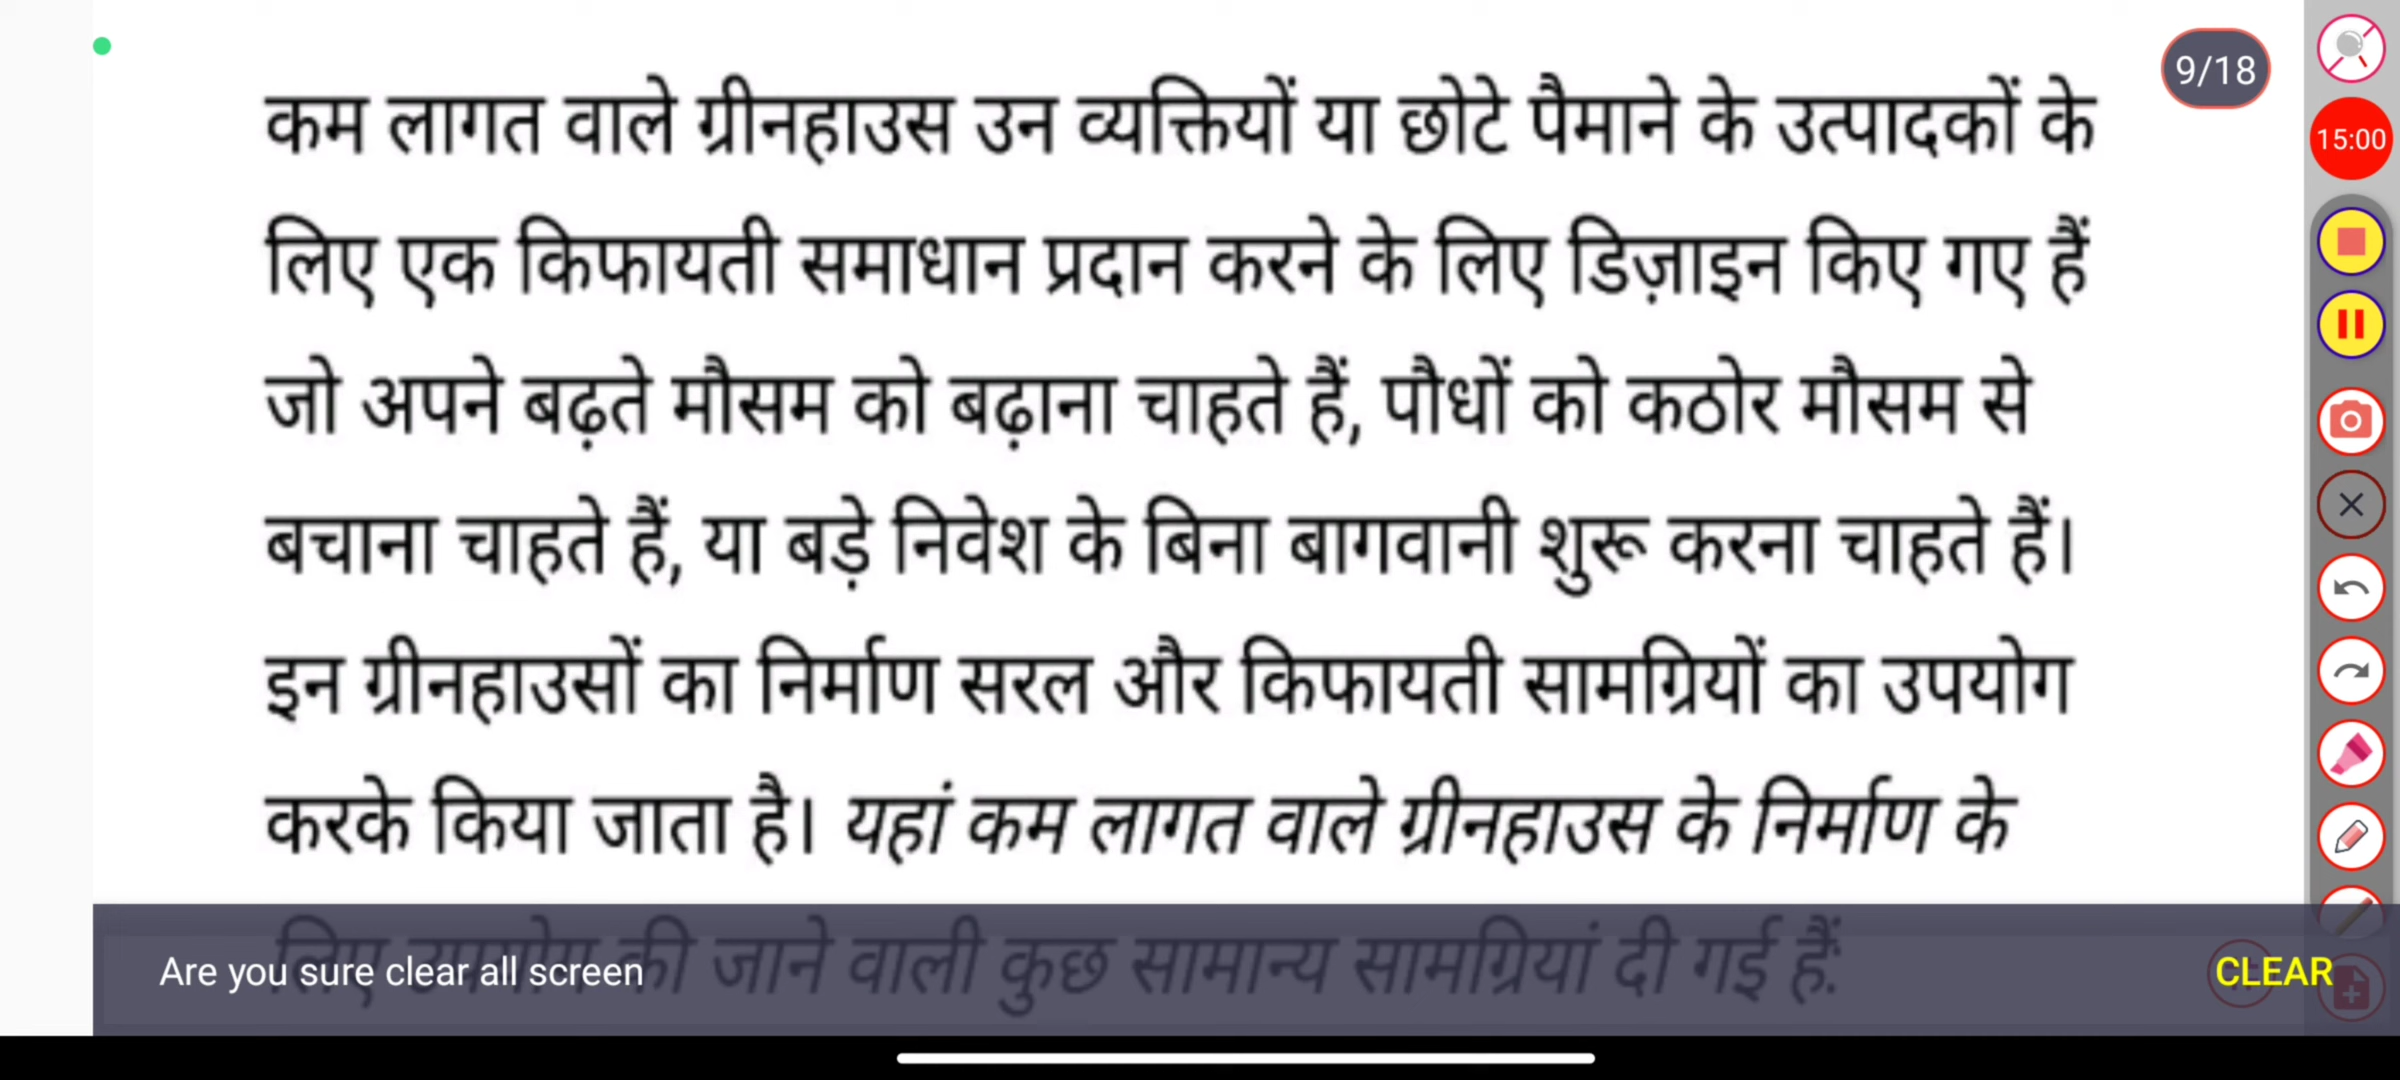 9/18
15:00
कम लागत वाले ग्रीनहाउस उन व्यक्तियों या छोटे पैमाने के उत्पादकों के
लिए एक किफायती समाधान प्रदान करने के लिए डिज़ाइन किए गए हैं
जो अपने बढ़ते मौसम को बढ़ाना चाहते हैं, पौधों को कठोर मौसम से
बचाना चाहते हैं, या बड़े निवेश के बिना बागवानी शुरू करना चाहते हैं।
इन ग्रीनहाउसों का निर्माण सरल और किफायती सामग्रियों का उपयोग
करके किया जाता है। यहां कम लागत वाले ग्रीनहाउस के निर्माण के
लिए उपयोग की जाने वाली कुछ सामान्य सामग्रियां दी गई हैं:
Are you sure clear all screen
CLEAR